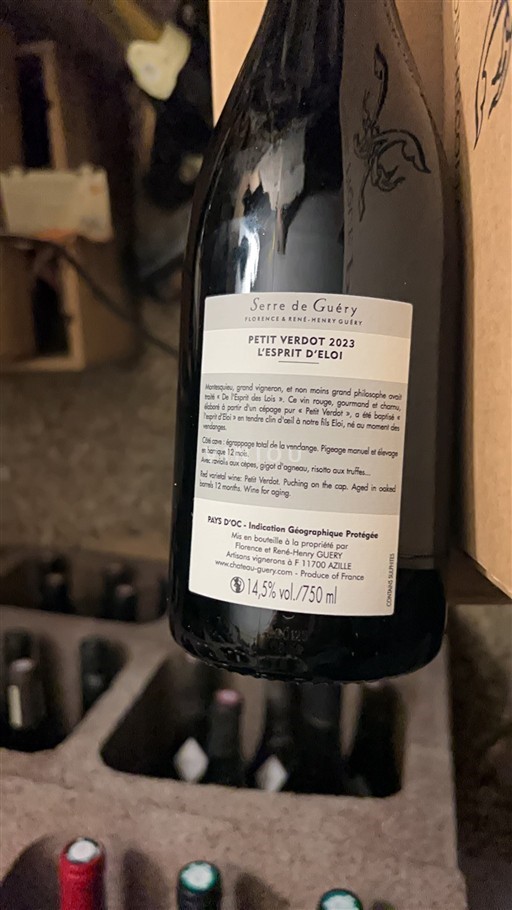 Serre de Guéry
FLORENCE & RENÉ-HENRY GUÉRY
PETIT VERDOT 2023
L'ESPRIT D'ELOI
Montesquieu, grand vigneron, et non moins grand philosophe avait
traité « De l'Esprit des Lois ». Ce vin rouge, gourmand et charnu,
élaboré à partir d'un cépage pur « Petit Verdot », a été baptisé «
l'esprit d'Eloi » en tendre clin d'œil à notre fils Eloi, né au moment des
vendanges.
Côté cave : égrappage total de la vendange. Pigeage manuel et élevage
en barrique 12 mois.
Avec raviolis aux cèpes, gigot d'agneau, risotto aux truffes...
Red varietal wine: Petit Verdot. Puching on the cap. Aged in oaked
barrels 12 months. Wine for aging.
PAYS D'OC - Indication Géographique Protégée
Mis en bouteille à la propriété par
Florence et René-Henry GUERY
Artisans vignerons à F 11700 AZILLE
www.chateau-guery.com - Produce of France
14,5% vol./750 ml
CONTAINS SULPHITES